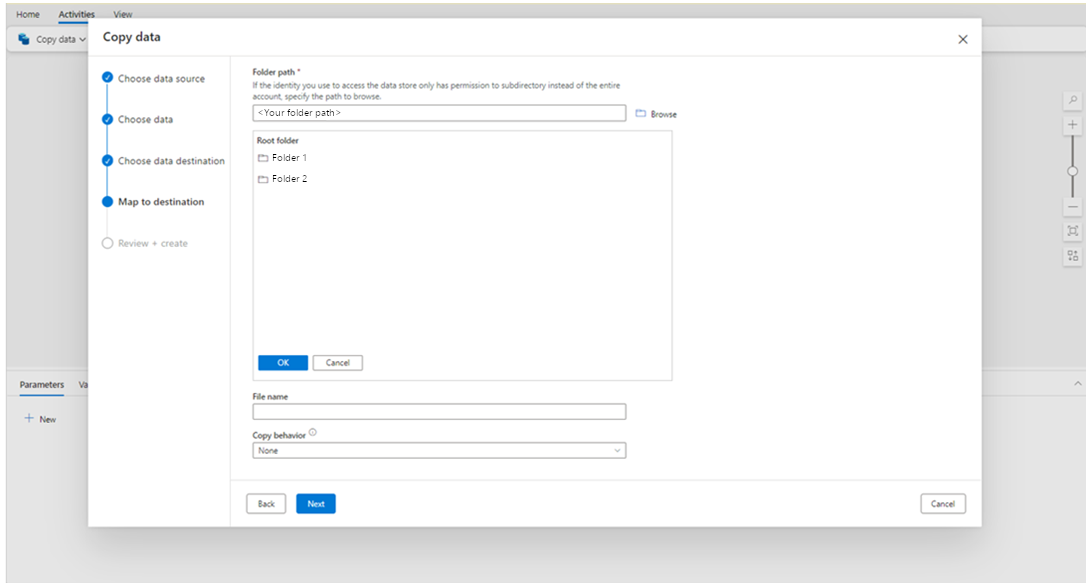 Home Activities View
Copy data
Copy data
Choose data source
Choose data
Choose data destination
Map to destination
Review + create
Folder path *
If the identity you use to access the data store only has permission to subdirectory instead of the entire
account, specify the path to browse.
<Your folder path>
Browse
Root folder
Folder 1
Folder 2
OK Cancel
File name
Copy behavior
None
Back Next Cancel
Parameters Va
New